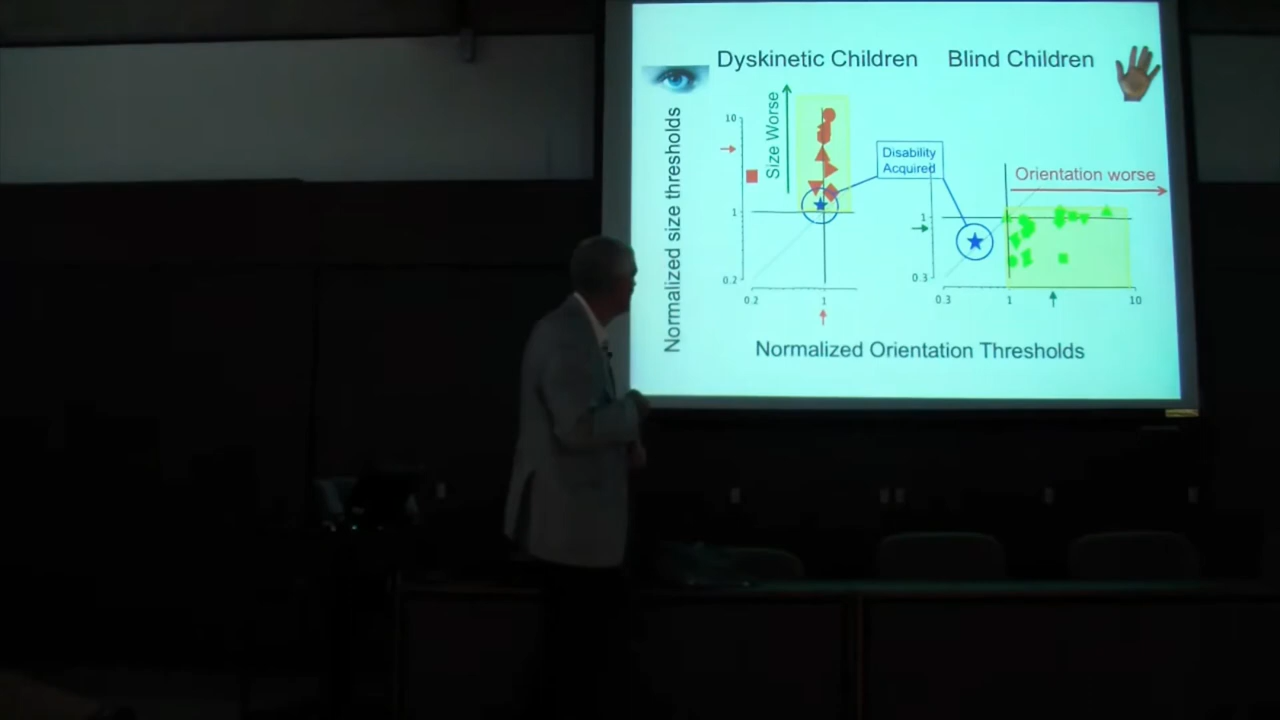 Dyskinetic Children
Blind Children
Normalized size thresholds
Size Worse
10
1
0.2
0.2
1
Disability
Acquired
Orientation worse
1
0.3
0.3
1
10
Normalized Orientation Thresholds